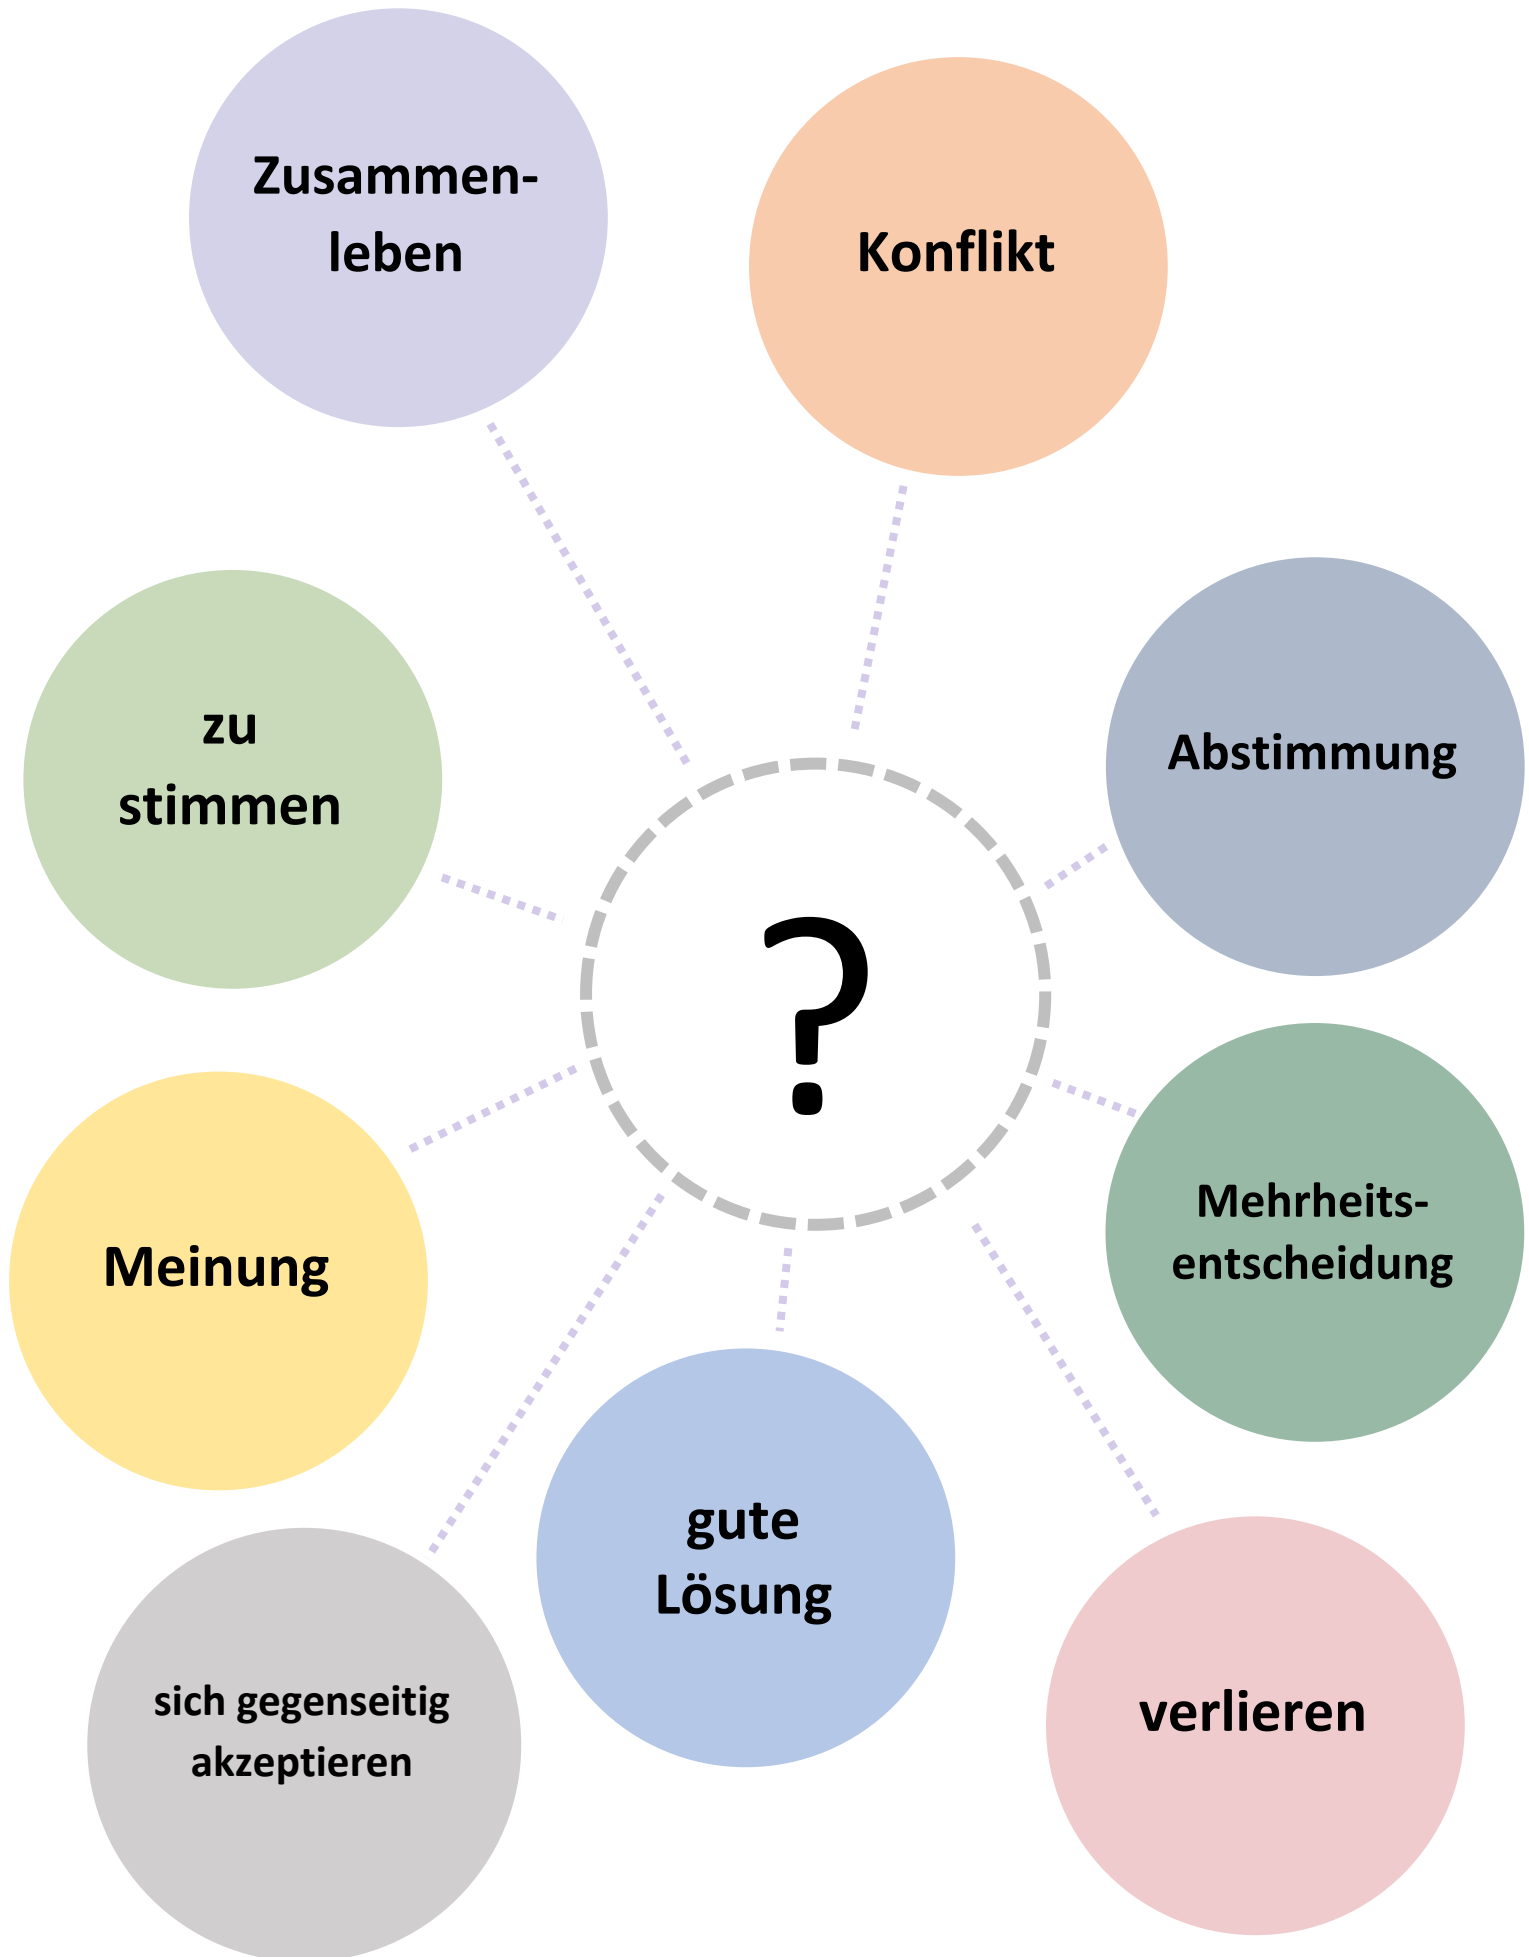 Zusammen-
leben
Konflikt
zu
stimmen
Abstimmung
?
Meinung
Mehrheits-
entscheidung
gute
Lösung
sich gegenseitig
akzeptieren
verlieren